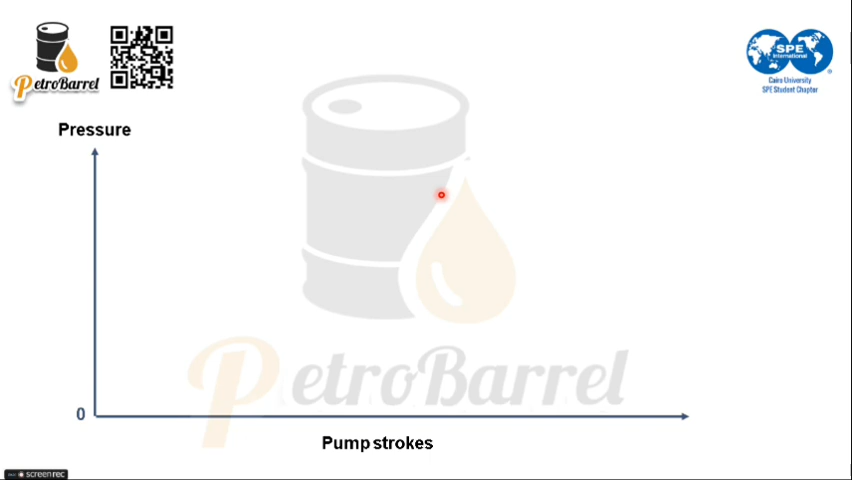 PetroBarrel
SPE
International
Cairo University
SPE Student Chapter
Pressure
PetroBarrel
0
Pump strokes
screenrec